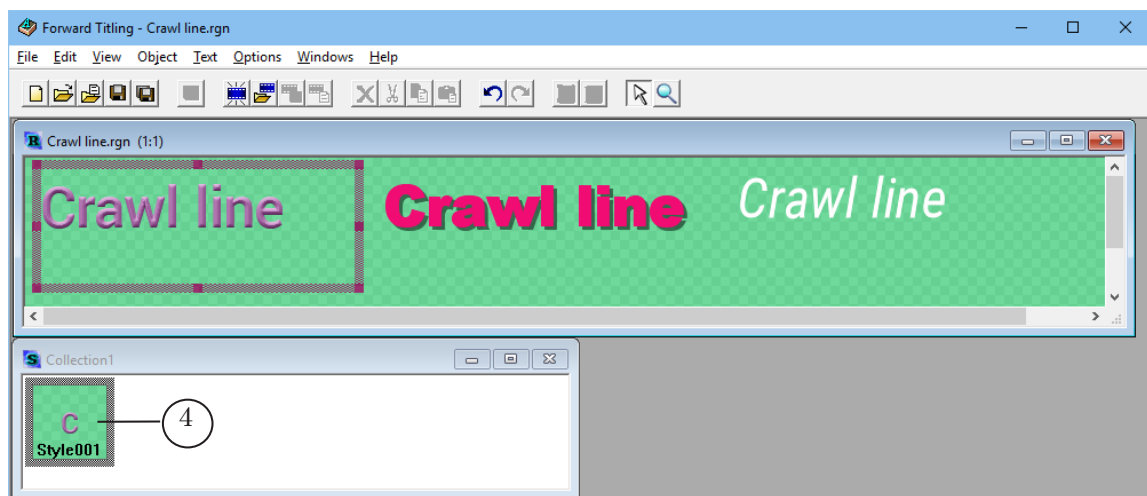 Forward Titling - Crawl line.rgn
File Edit View Object Text Options Windows Help
Crawl line.rgn (1:1)
Crawl line Crawl line Crawl line
Collection1
C
Style001
4